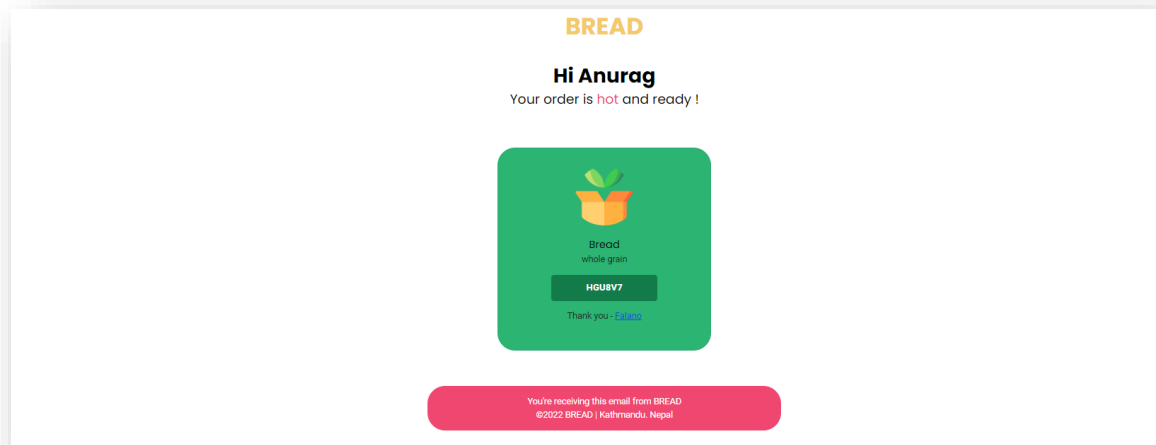 BREAD
Hi Anurag
Your order is hot and ready !
Bread
whole grain
HGU8V7
Thank you - Falano
You're receiving this email from BREAD
©2022 BREAD | Kathmandu. Nepal